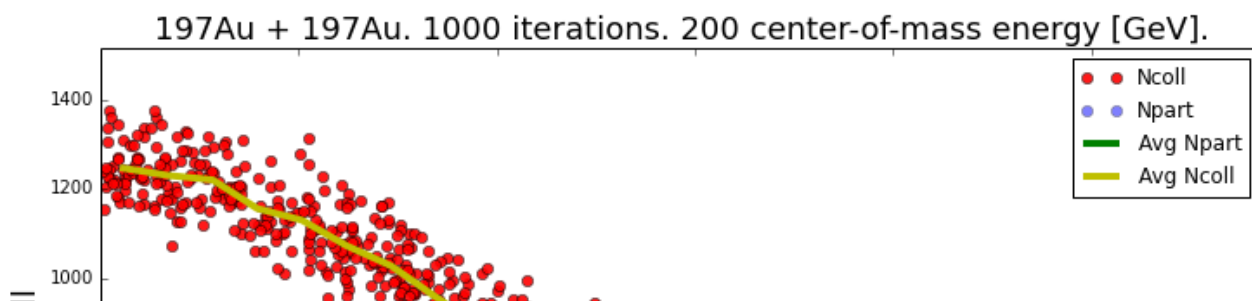 197Au + 197Au. 1000 iterations. 200 center-of-mass energy [GeV].
Ncoll
Npart
Avg Npart
Avg Ncoll
1400
1200
1000